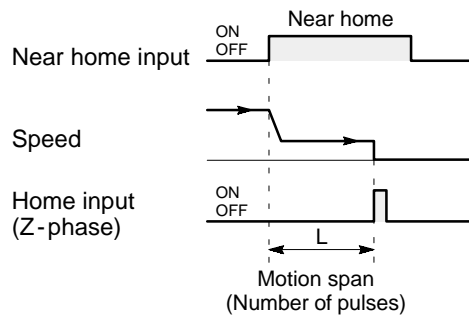 Near home
ON
OFF
Near home input
Speed
Home input
(Z-phase)
ON
OFF
L
Motion span
(Number of pulses)